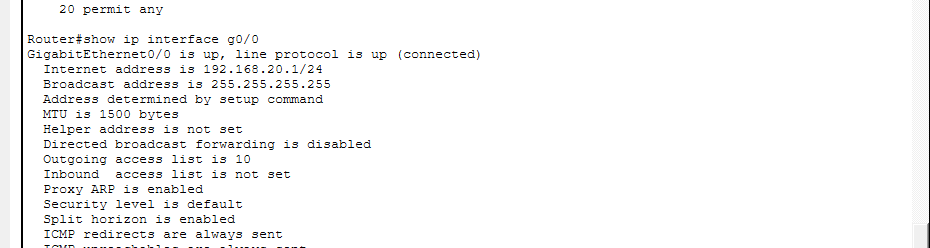 20 permit any
Router#show ip interface g0/0
GigabitEthernet0/0 is up, line protocol is up (connected)
Internet address is 192.168.20.1/24
Broadcast address is 255.255.255.255
Address determined by setup command
MTU is 1500 bytes
Helper address is not set
Directed broadcast forwarding is disabled
Outgoing access list is 10
Inbound  access list is not set
Proxy ARP is enabled
Security level is default
Split horizon is enabled
ICMP redirects are always sent